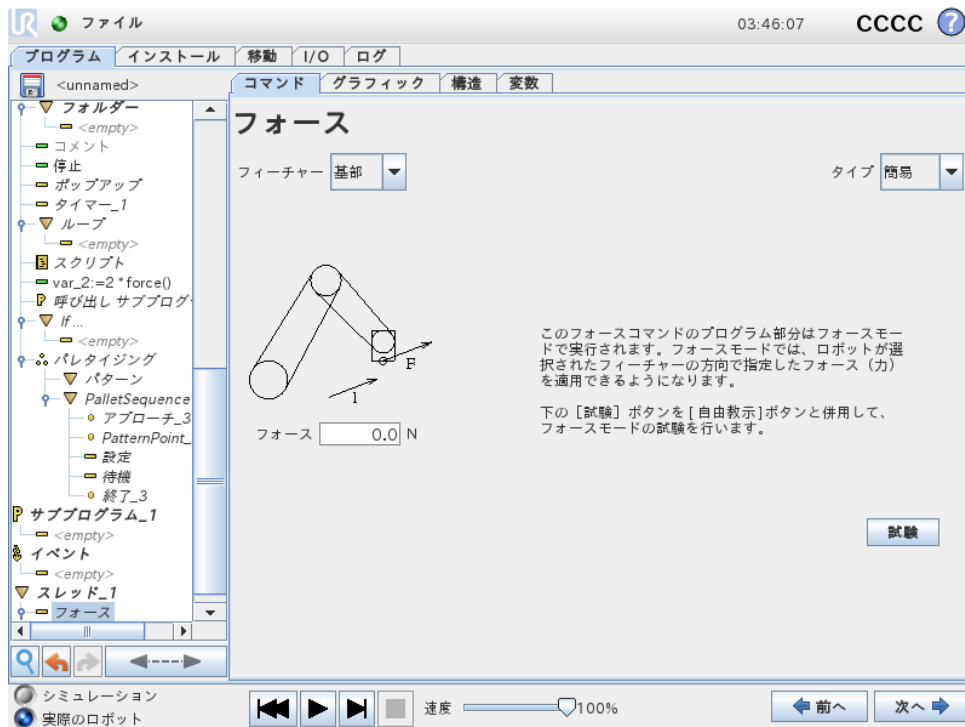 UR ファイル 03:46:07 CCCC ?
プログラム インストール 移動 I/O ログ
<unnamed>
コマンド グラフィック 構造 変数
フォルダー
<empty>
コメント
停止
ポップアップ
タイマー_1
ループ
<empty>
スクリプト
var_2:=2 * force()
呼び出し サブプログ
If ...
<empty>
パレタイジング
パターン
PalletSequence
アプローチ_3
PatternPoint_
設定
待機
終了_3
P サブプログラム_1
<empty>
イベント
<empty>
スレッド_1
フォース
フォース
フィーチャー 基部
タイプ 簡易
F
1
フォース 0.0 N
このフォースコマンドのプログラム部分はフォースモー
ドで実行されます。フォースモードでは、ロボットが選
択されたフィーチャーの方向で指定したフォース（力）
を適用できるようになります。
下の［試験］ボタンを[自由教示]ボタンと併用して、
フォースモードの試験を行います。
試験
シミュレーション
実際のロボット
速度 100%
前へ 次へ